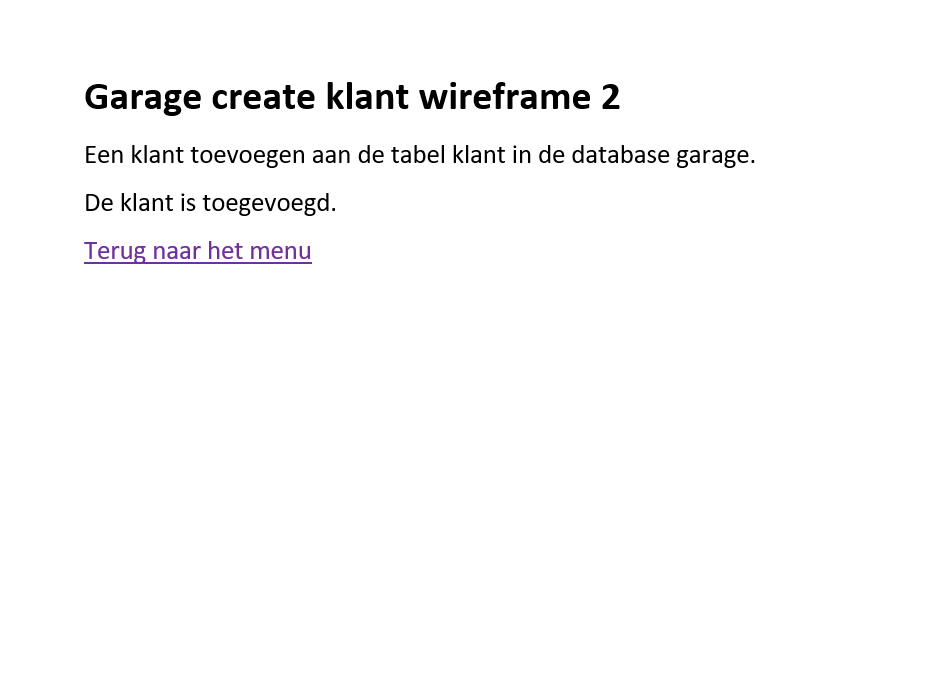 Garage create klant wireframe 2
Een klant toevoegen aan de tabel klant in de database garage.
De klant is toegevoegd.
Terug naar het menu